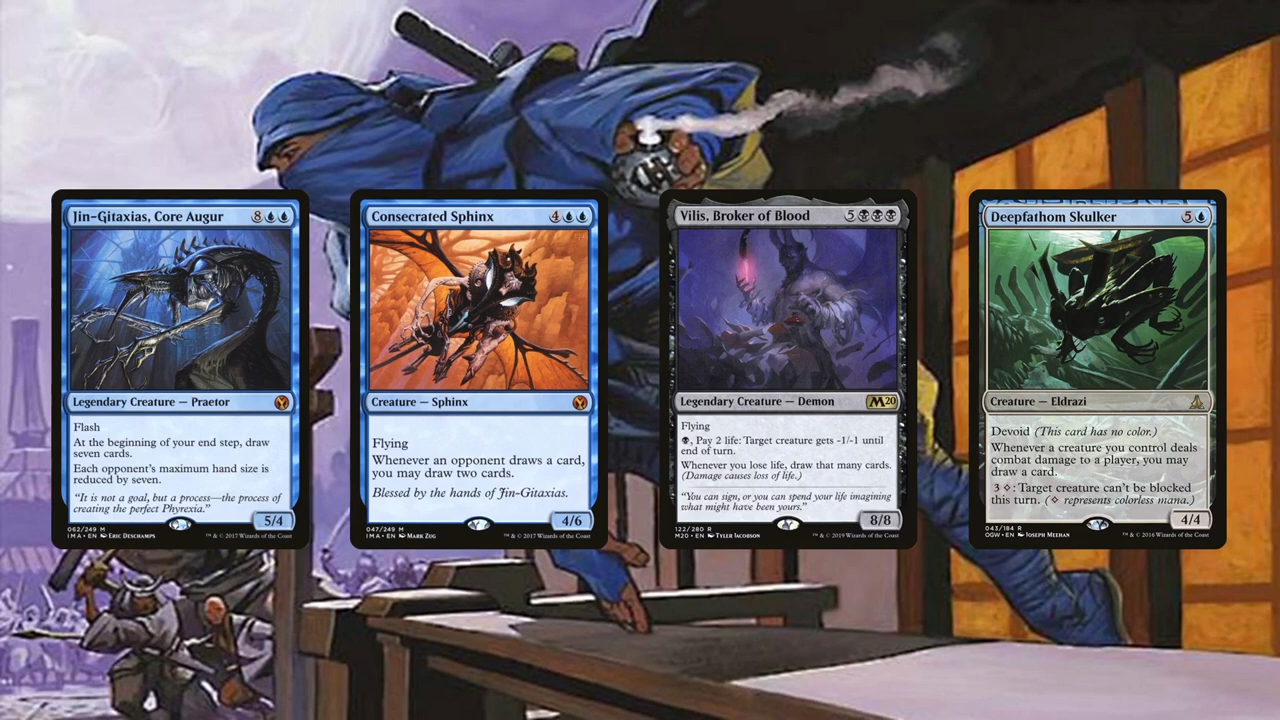 Jin-Gitaxias, Core Augur 8
Legendary Creature — Praetor
Flash
At the beginning of your end step, draw
seven cards.
Each opponent's maximum hand size is
reduced by seven.
"It is not a goal, but a process—the process of
creating the perfect Phyrexia."
5/4
062/249 M
IMA • EN Eric Deschamps
™ & © 2017 Wizards of the Coast
Consecrated Sphinx 4
Creature — Sphinx
Flying
Whenever an opponent draws a card,
you may draw two cards.
Blessed by the hands of Jin-Gitaxias.
4/6
047/249 M
IMA • EN Mark Zug
™ & © 2017 Wizards of the Coast
Vilis, Broker of Blood 5
Legendary Creature — Demon
M20
Flying
, Pay 2 life: Target creature gets -1/-1 until
end of turn.
Whenever you lose life, draw that many cards.
(Damage causes loss of life.)
"You can sign, or you can spend your life imagining
what might have been yours."
8/8
122/280 R
M20 • EN Tyler Jacobson
™ & © 2019 Wizards of the Coast
Deepfathom Skulker 5
Creature — Eldrazi
Devoid (This card has no color.)
Whenever a creature you control deals
combat damage to a player, you may
draw a card.
3 : Target creature can't be blocked
this turn. ( represents colorless mana.)
4/4
043/184 R
OGW • EN Joseph Meehan
™ & © 2016 Wizards of the Coast